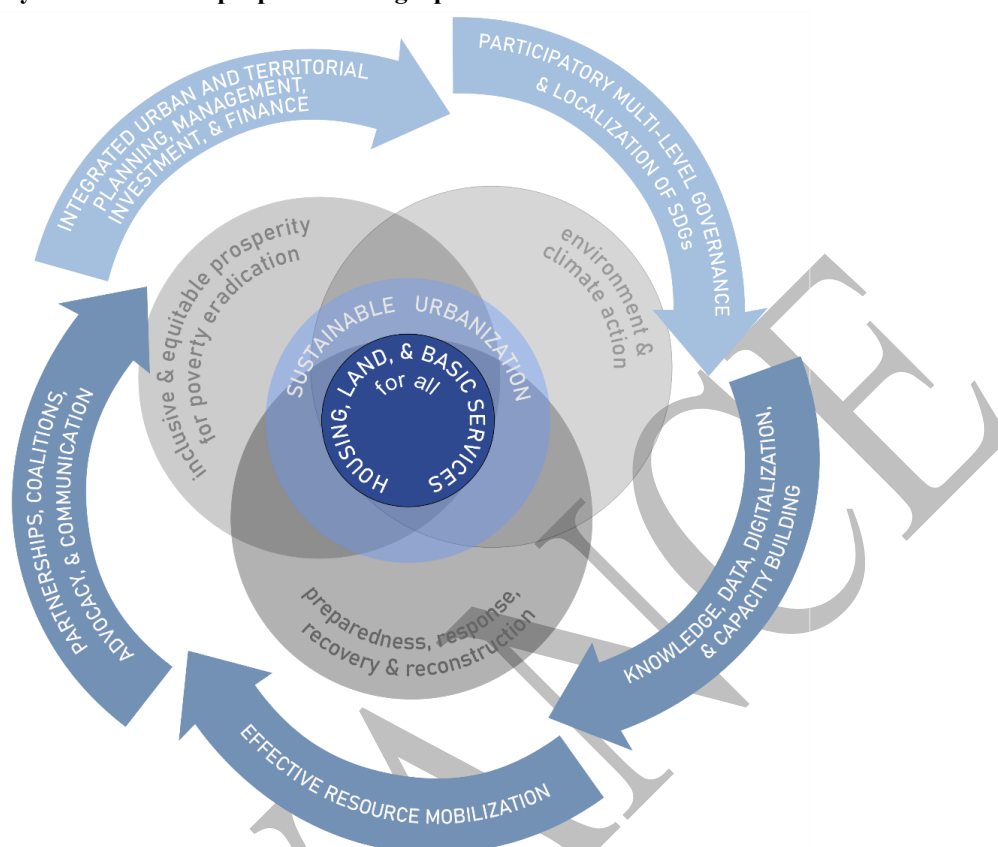 INTEGRATED URBAN AND TERRITORIAL
PLANNING, MANAGEMENT,
INVESTMENT, & FINANCE
PARTICIPATORY MULTI-LEVEL GOVERNANCE
& LOCALIZATION OF SDGs
inclusive & equitable prosperity
for poverty eradication
environment &
climate action
SUSTAINABLE URBANIZATION
HOUSING, LAND, & BASIC SERVICES
for all
preparedness, response,
recovery & reconstruction
KNOWLEDGE, DATA, DIGITALIZATION,
& CAPACITY BUILDING
EFFECTIVE RESOURCE MOBILIZATION
PARTNERSHIPS, COALITIONS,
ADVOCACY, & COMMUNICATION